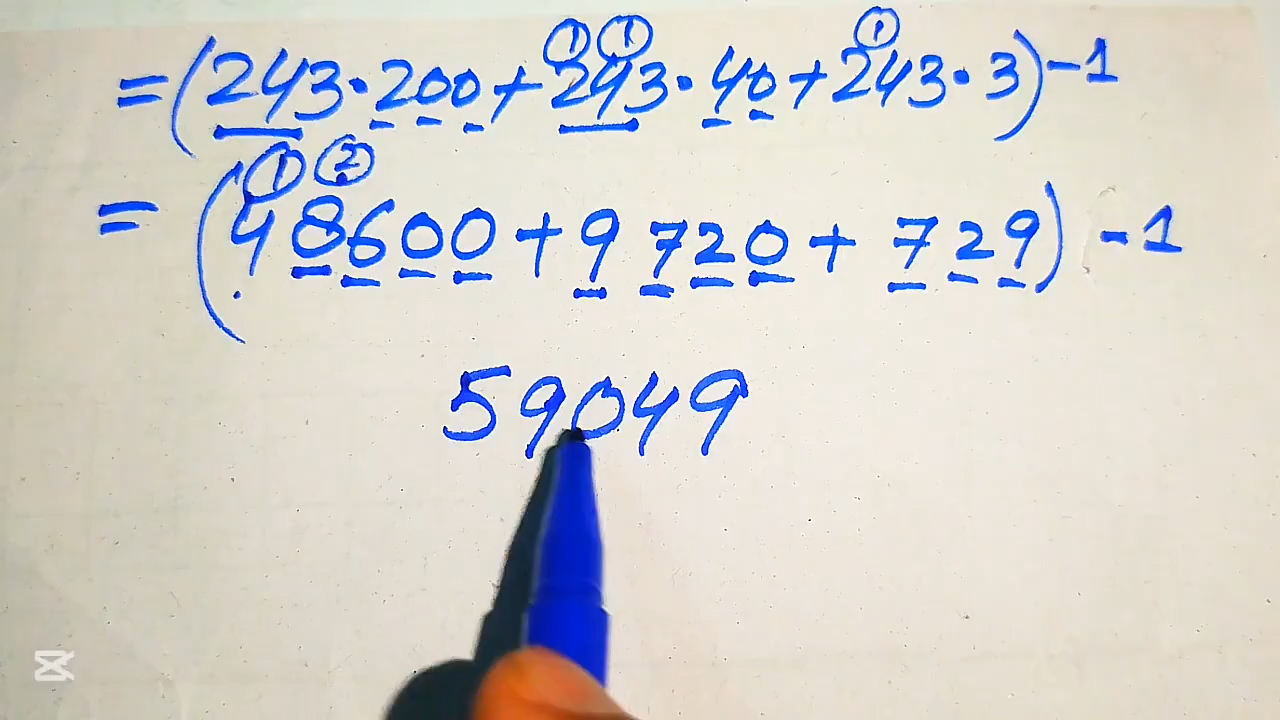 = (243·200+243·40+243·3)-1
= (48600+9720+729)-1
59049